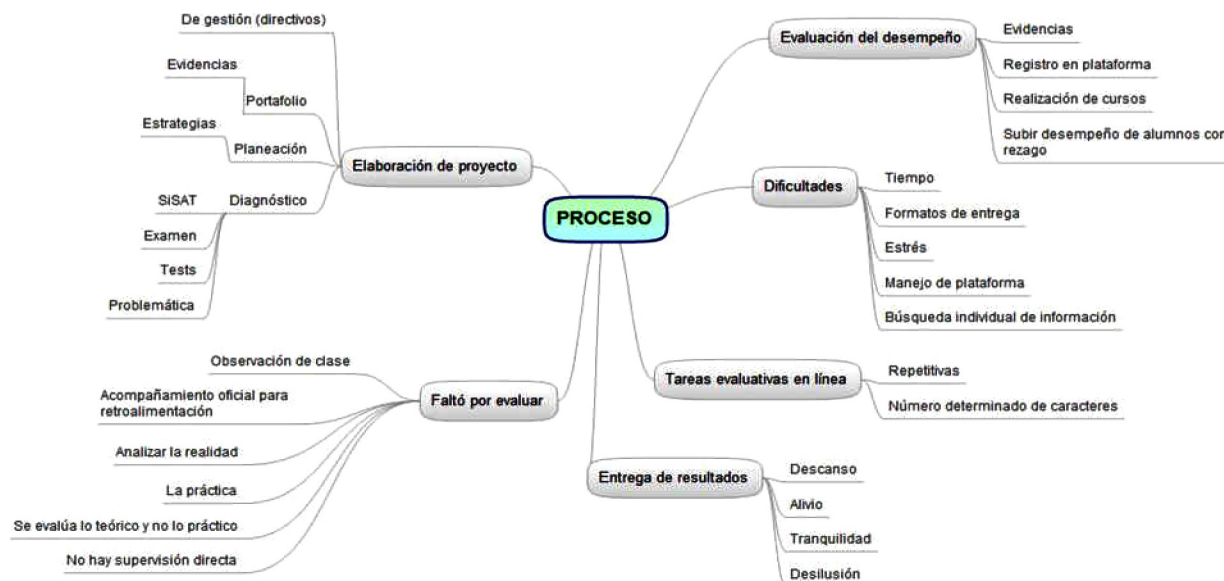 De gestión (directivos)
Evidencias
Portafolio
Estrategias
Planeación
Elaboración de proyecto
SiSAT
Diagnóstico
Examen
Tests
Problemática
PROCESO
Evaluación del desempeño
Evidencias
Registro en plataforma
Realización de cursos
Subir desempeño de alumnos con
rezago
Dificultades
Tiempo
Formatos de entrega
Estrés
Manejo de plataforma
Búsqueda individual de información
Tareas evaluativas en línea
Repetitivas
Número determinado de caracteres
Entrega de resultados
Descanso
Alivio
Tranquilidad
Desilusión
Faltó por evaluar
Observación de clase
Acompañamiento oficial para
retroalimentación
Analizar la realidad
La práctica
Se evalúa lo teórico y no lo práctico
No hay supervisión directa